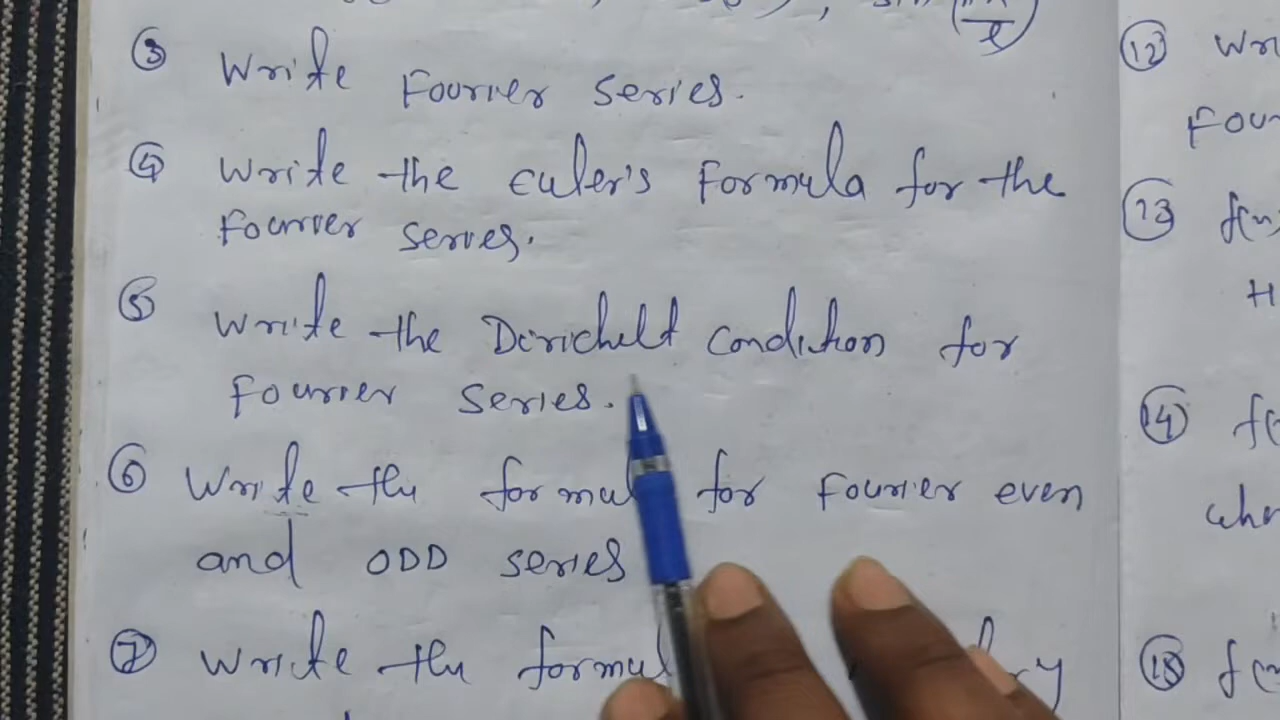 ③ Write Fourier Series.
④ Write the Euler's Formula for the
Fourier Series.
⑤ Write the Dirichelt Condition for
Fourier Series.
⑥ Write the formul for Fourier even
and ODD series
⑦ Write the formul
⑫
⑬
⑭
⑮